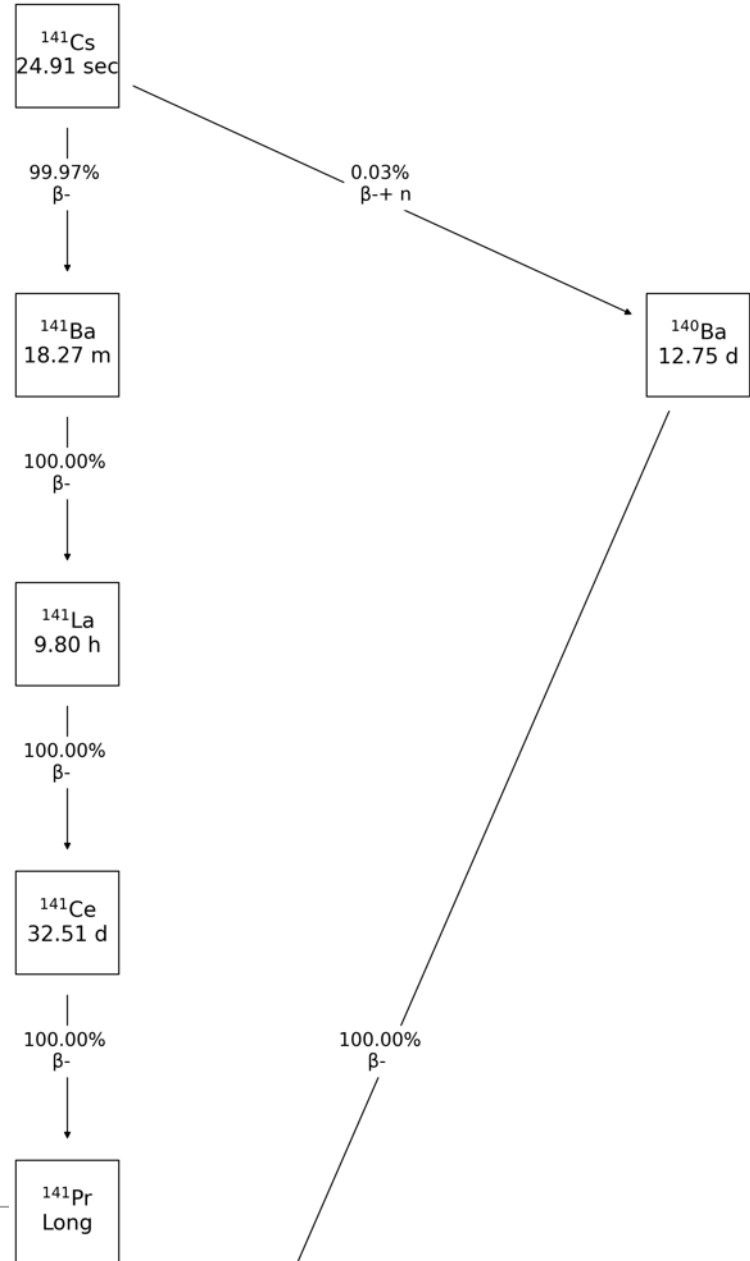 ¹⁴¹Cs
24.91 sec
99.97%
β-
0.03%
β-+ n
¹⁴¹Ba
18.27 m
¹⁴⁰Ba
12.75 d
100.00%
β-
¹⁴¹La
9.80 h
100.00%
β-
¹⁴¹Ce
32.51 d
100.00%
β-
100.00%
β-
¹⁴¹Pr
Long